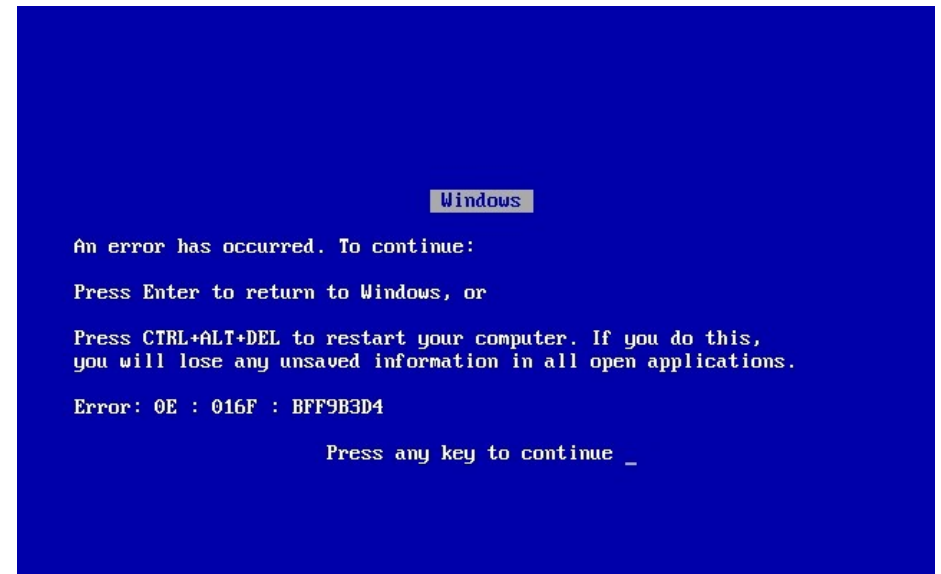 Windows
An error has occurred. To continue:
Press Enter to return to Windows, or
Press CTRL+ALT+DEL to restart your computer. If you do this,
you will lose any unsaved information in all open applications.
Error: 0E : 016F : BFF9B3D4
Press any key to continue _